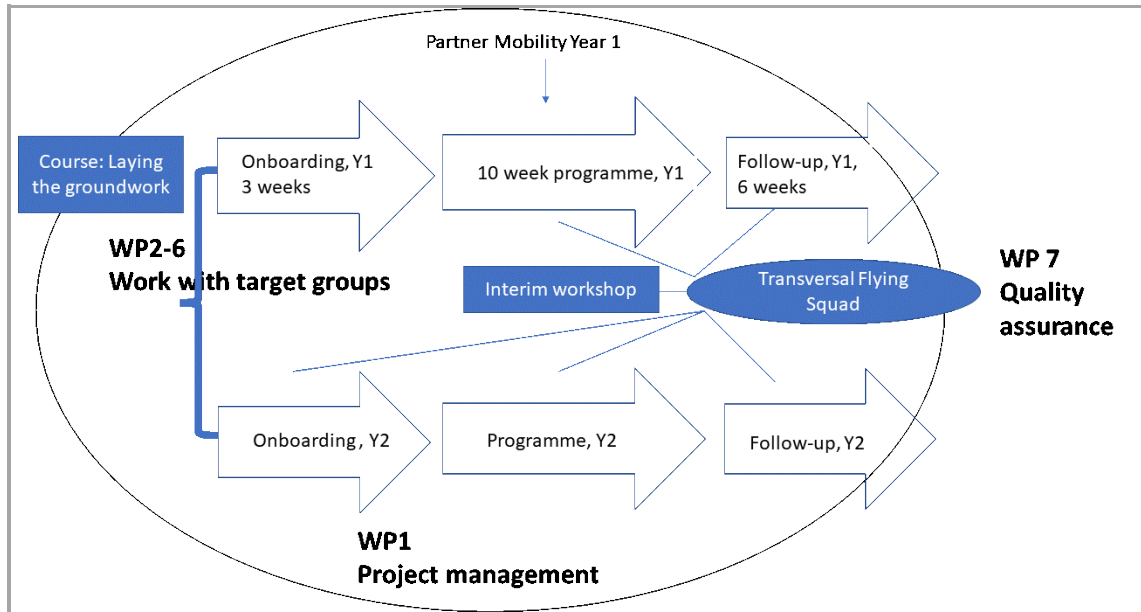 Partner Mobility Year 1
Course: Laying
the groundwork
Onboarding, Y1
3 weeks
10 week programme, Y1
Follow-up, Y1,
6 weeks
WP2-6
Work with target groups
Interim workshop
Transversal Flying
Squad
WP 7
Quality
assurance
Onboarding , Y2
Programme, Y2
Follow-up, Y2
WP1
Project management